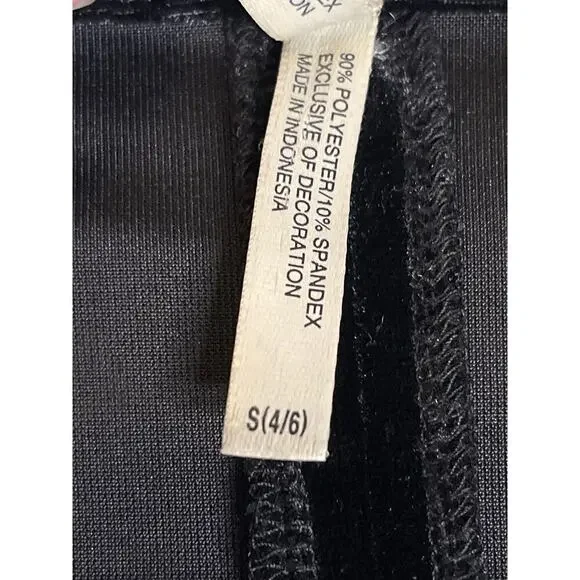 90% POLYESTER/10% SPANDEX
EXCLUSIVE OF DECORATION
MADE IN INDONESIA
S(4/6)